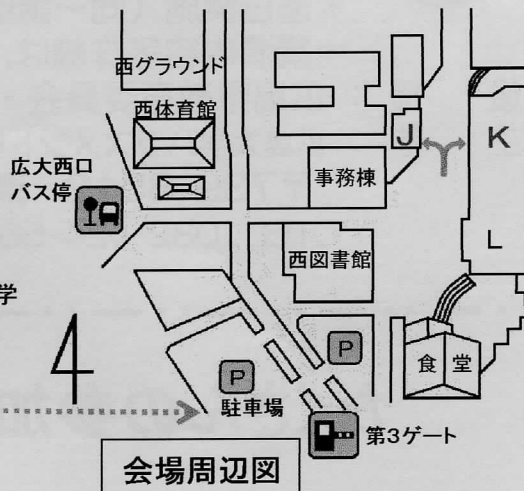 西グラウンド
西体育館
広大西口
バス停
J
K
事務棟
L
西図書館
学
P
P
食堂
駐車場
第3ゲート
会場周辺図